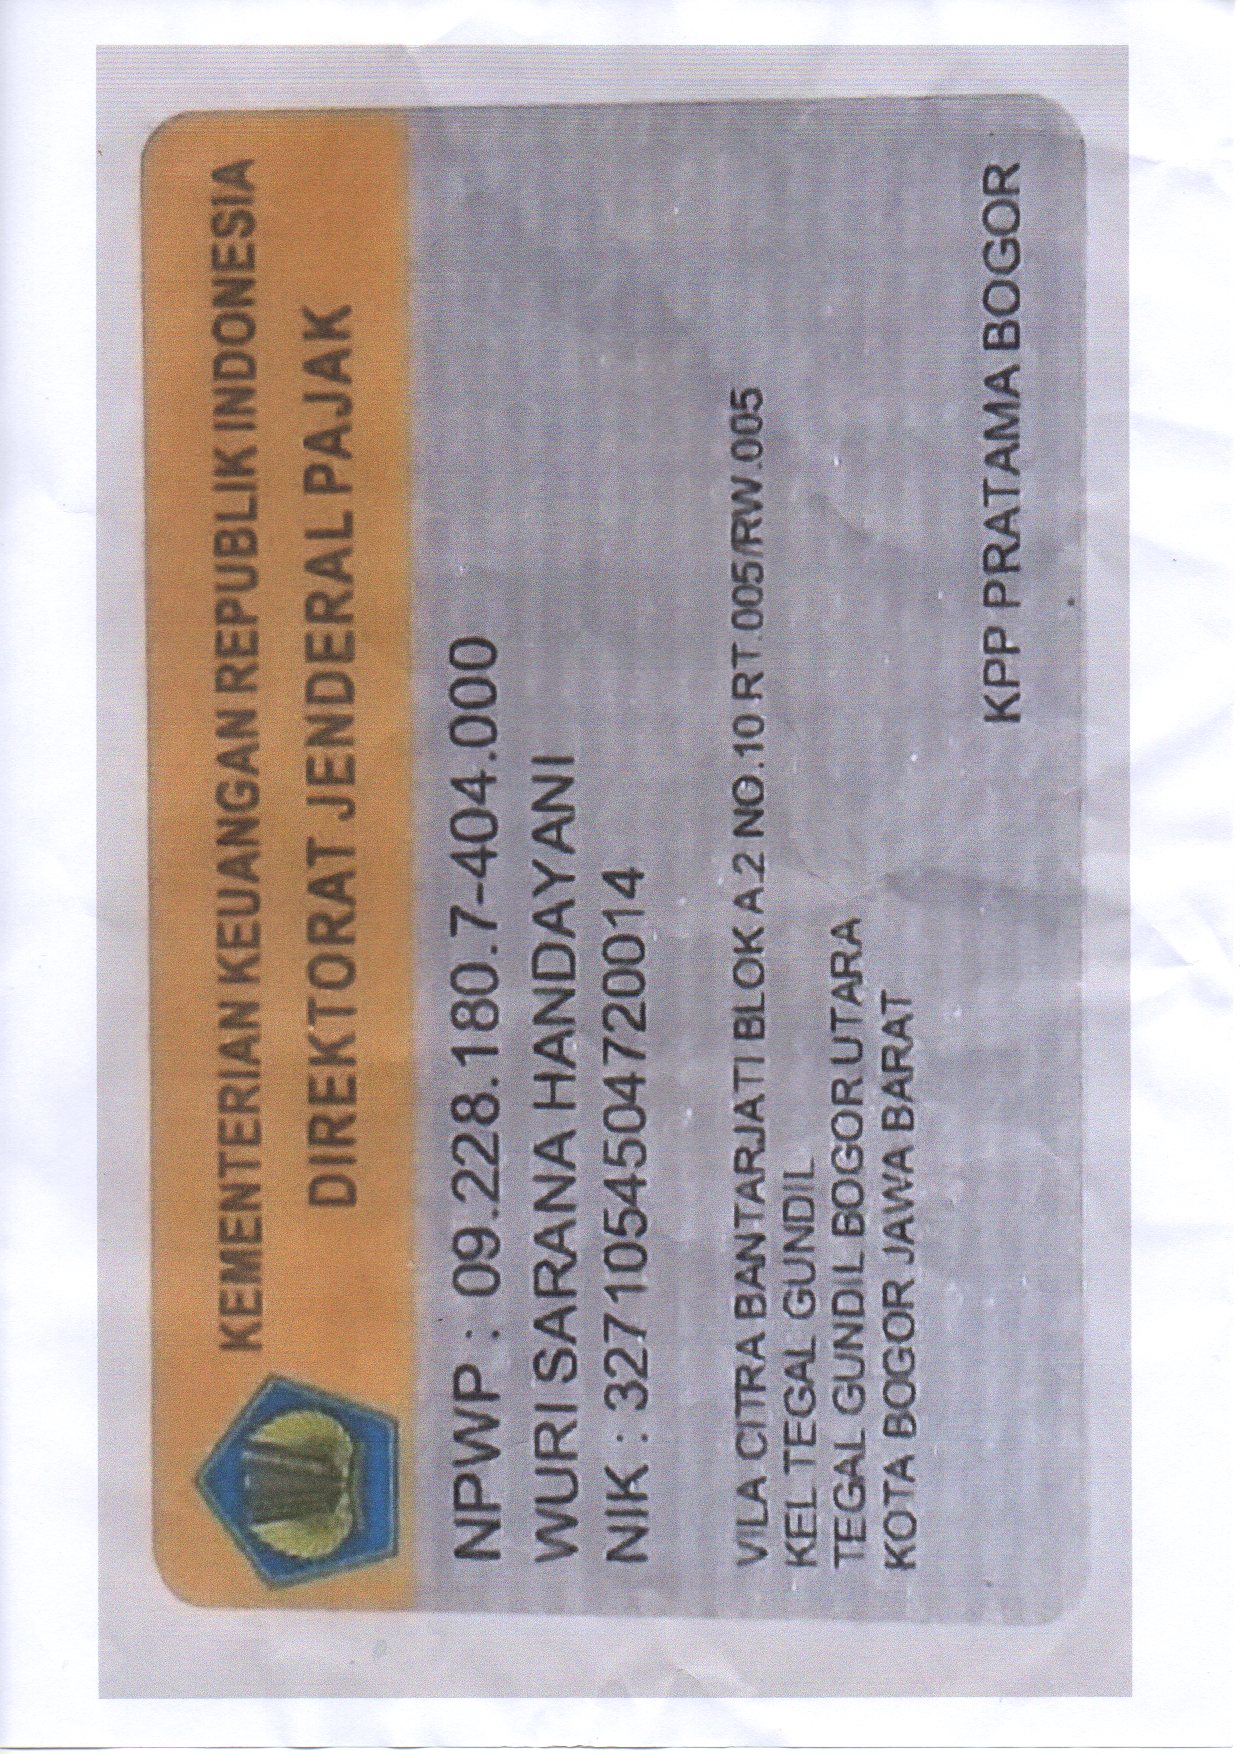 KEMENTERIAN KEUANGAN REPUBLIK INDONESIA
DIREKTORAT JENDERAL PAJAK
NPWP : 09.228.180.7-404.000
WURI SARANA HANDAYANI
NIK : 3271054504720014
VILA CITRA BANTARJATI BLOK A.2 NO.10 RT.005/RW.005
KEL TEGAL GUNDIL
TEGAL GUNDIL BOGOR UTARA
KOTA BOGOR JAWA BARAT
KPP PRATAMA BOGOR